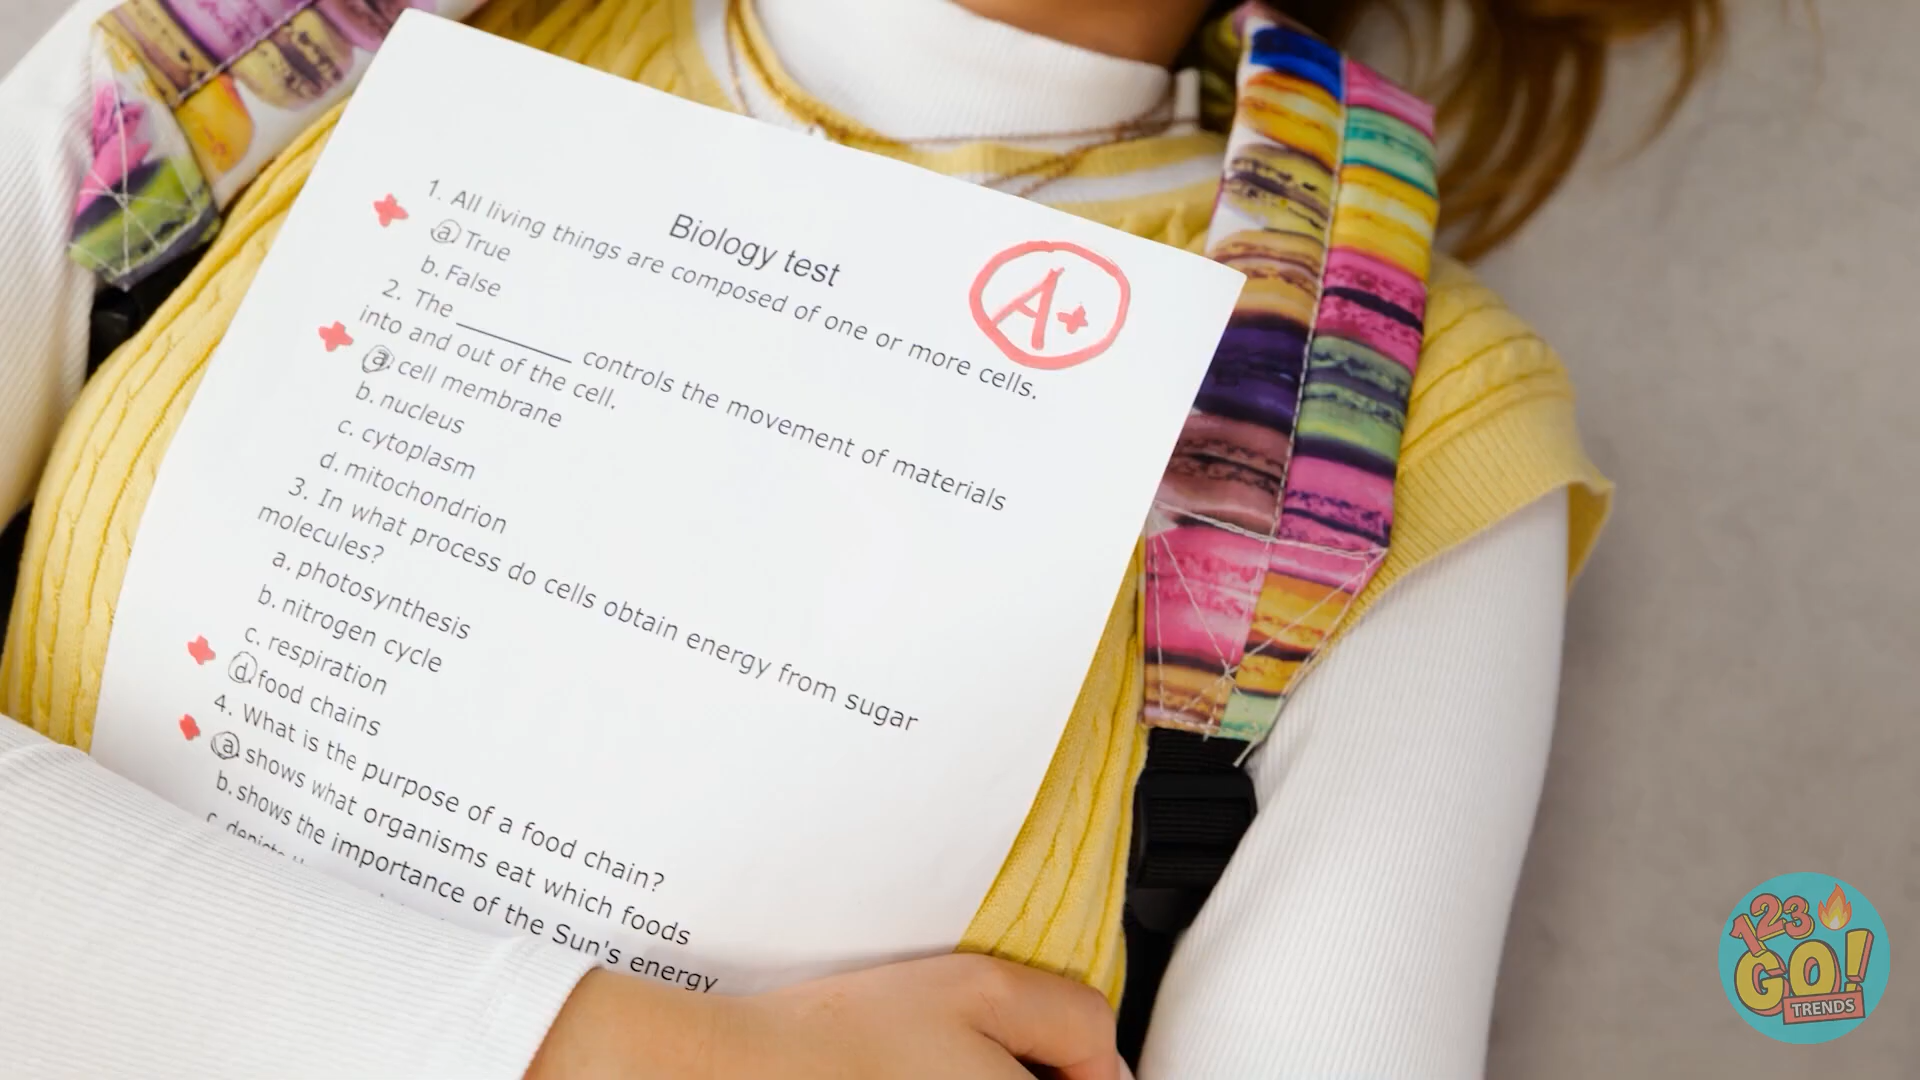 Biology test
A+
1. All living things are composed of one or more cells.
a. True
b. False
2. The __________ controls the movement of materials
into and out of the cell.
a. cell membrane
b. nucleus
c. cytoplasm
d. mitochondrion
3. In what process do cells obtain energy from sugar
molecules?
a. photosynthesis
b. nitrogen cycle
c. respiration
d. food chains
4. What is the purpose of a food chain?
a. shows what organisms eat which foods
b. shows the importance of the Sun's energy
c. depicts
123
GO!
TRENDS